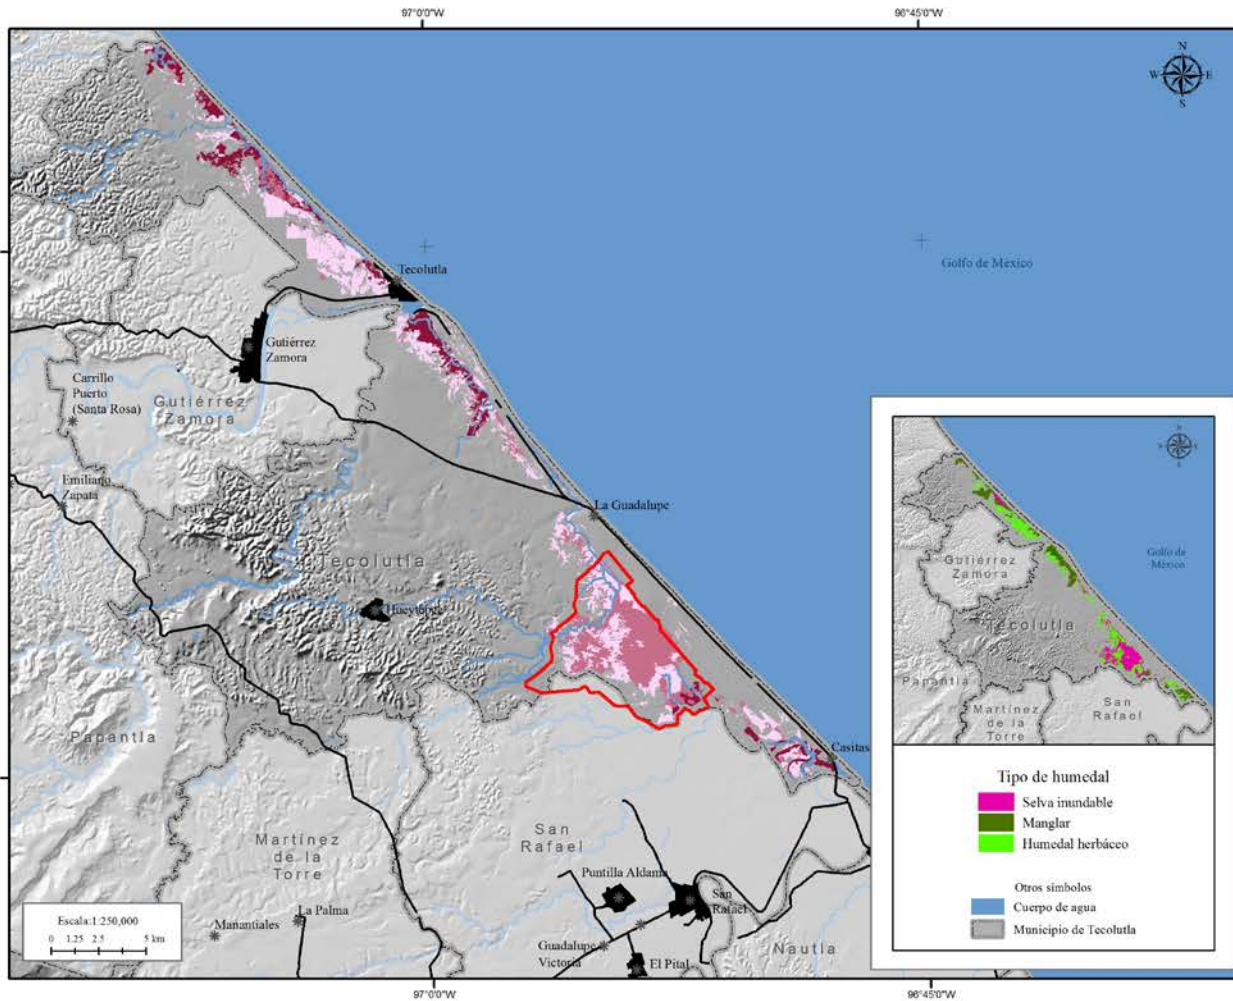 97°0'0"W
96°45'0"W
N
W
E
S
Golfo de México
Tecolutla
Gutiérrez
Zamora
Carrillo
Puerto
(Santa Rosa)
Gutiérrez
Zamora
Emiliano
Zapata
La Guadalupe
Tecolutla
Papantla
Casitas
Martínez
de la
Torre
San
Rafael
Puntilla Aldama
San
Rafael
La Palma
Manantiales
Guadalupe
Victoria
El Pital
Nautla
Escala:1:250,000
0 1.25 2.5 5 km
N
Golfo de
México
Gutiérrez
Zamora
Tecolutla
Papantla
Martínez
de la
Torre
San
Rafael
Tipo de humedal
Selva inundable
Manglar
Humedal herbáceo
Otros símbolos
Cuerpo de agua
Municipio de Tecolutla
97°0'0"W
96°45'0"W